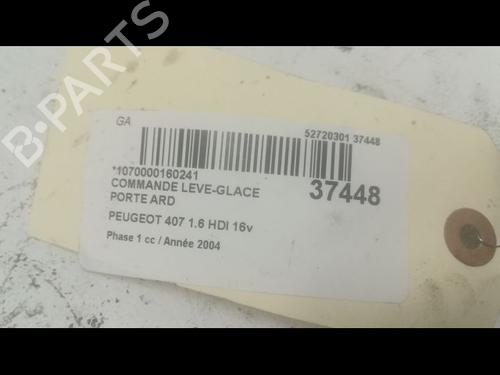 GA
52720301 37448
*1070000160241
COMMANDE LEVE-GLACE
PORTE ARD
37448
PEUGEOT 407 1.6 HDI 16v
Phase 1 cc / Année 2004
B-PARTS